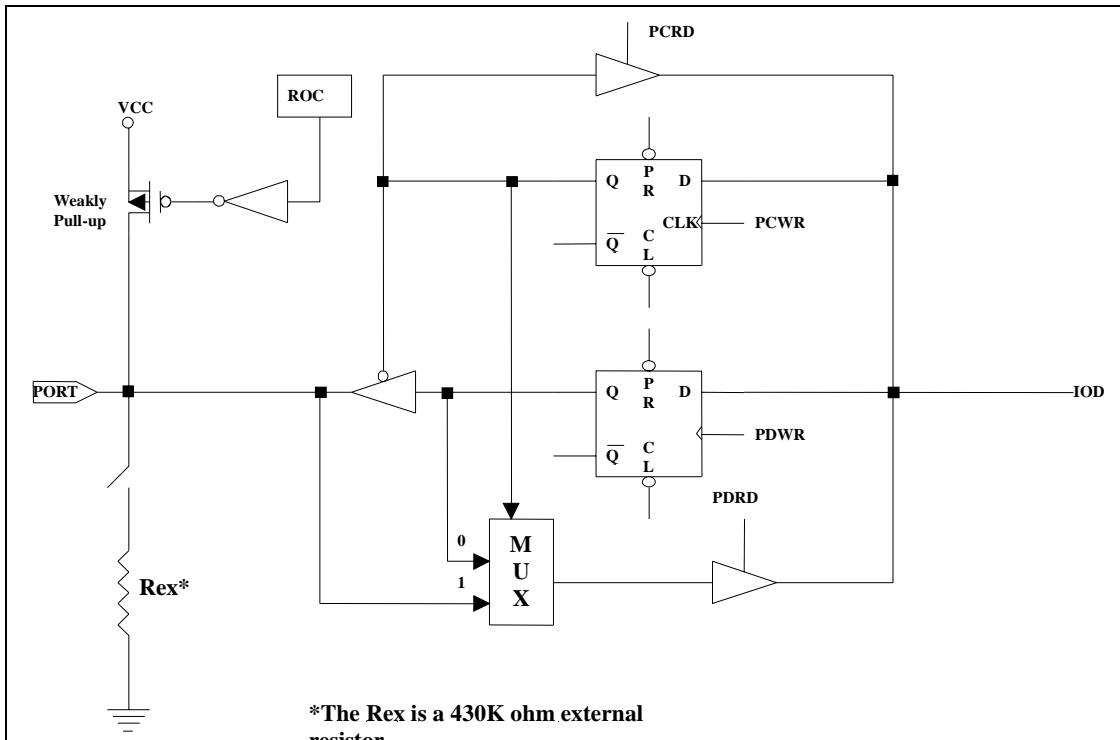 PCRD
ROC
VCC
Weakly
Pull-up
Q
P
R
D
CLK
PCWR
Q
C
L
PORT
Q
P
R
D
IOD
Q
C
L
PDWR
PDRD
0
1
M
U
X
Rex*
*The Rex is a 430K ohm external
resistor